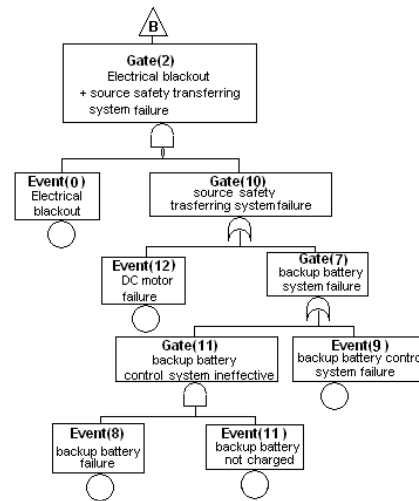 B
Gate(2)
Electrical blackout
+ source safety transferring
system failure
Event(0)
Electrical
blackout
Gate(10)
source safety
trasferring system failure
Event(12)
DC motor
failure
Gate(7)
backup battery
system failure
Gate(11)
backup battery
control system ineffective
Event(9)
backup battery control
system failure
Event(8)
backup battery
failure
Event(11)
backup battery
not charged